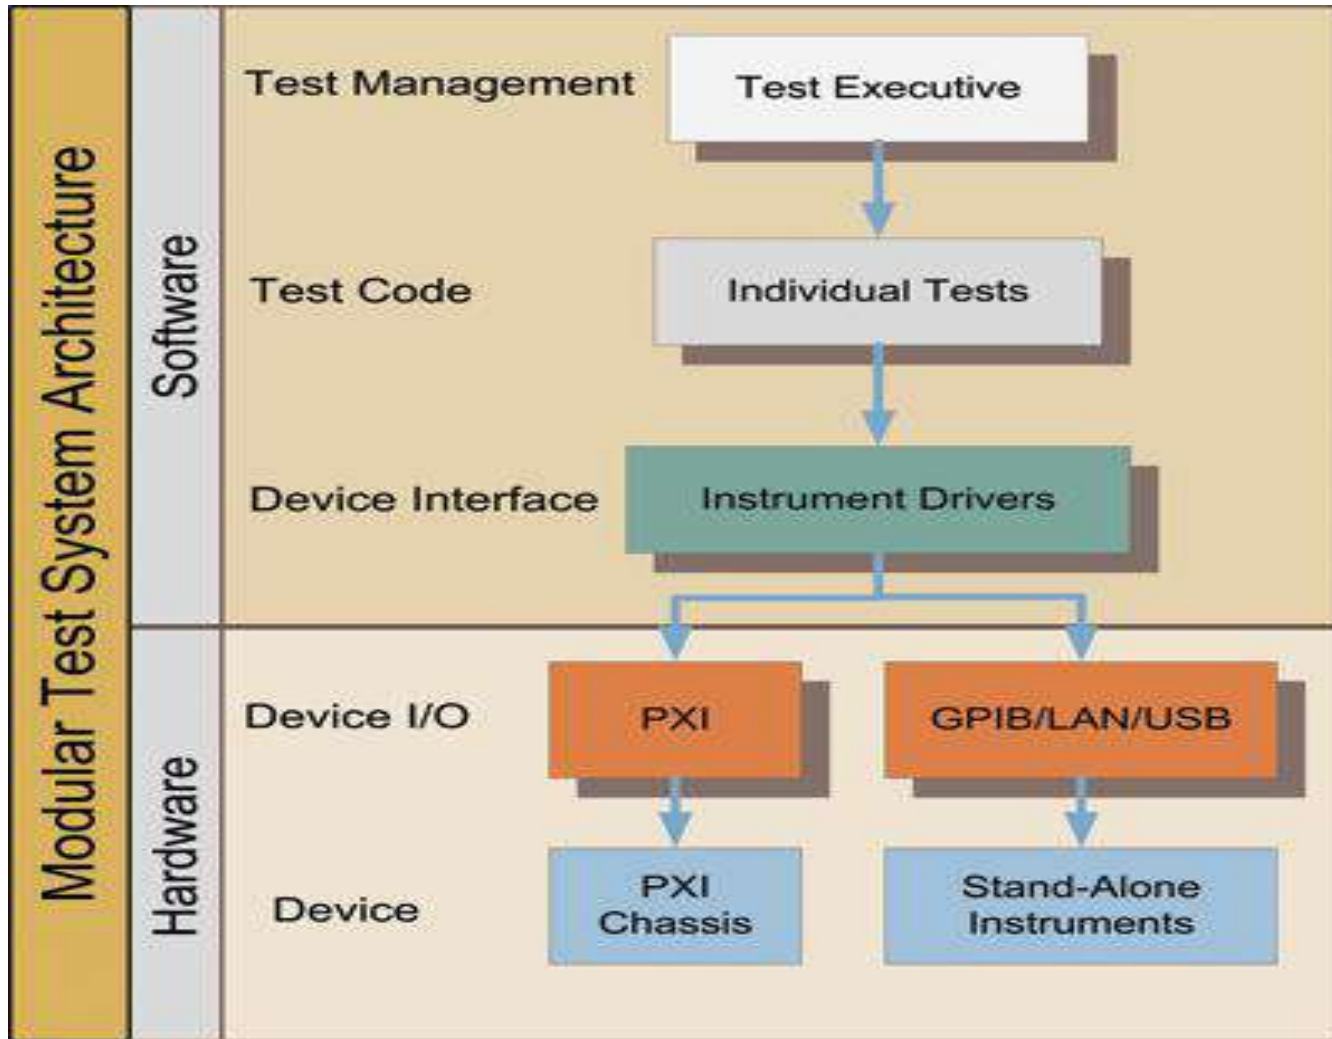 Modular Test System Architecture
Software
Test Management
Test Executive
Test Code
Individual Tests
Device Interface
Instrument Drivers
Hardware
Device I/O
PXI
GPIB/LAN/USB
Device
PXI
Chassis
Stand-Alone
Instruments